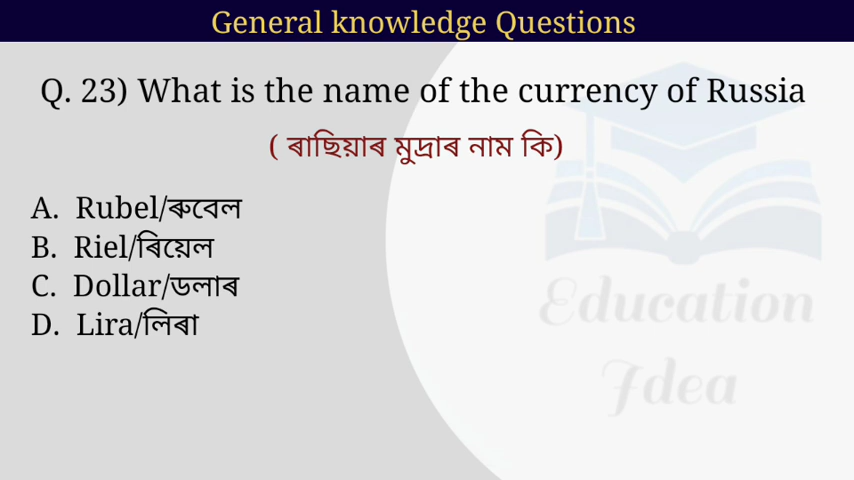 General knowledge Questions
Q. 23) What is the name of the currency of Russia
( ৰাছিয়াৰ মুদ্ৰাৰ নাম কি)
A. Rubel/ৰুবেল
B. Riel/ৰিয়েল
C. Dollar/ডলাৰ
D. Lira/লিৰা
Education
Idea